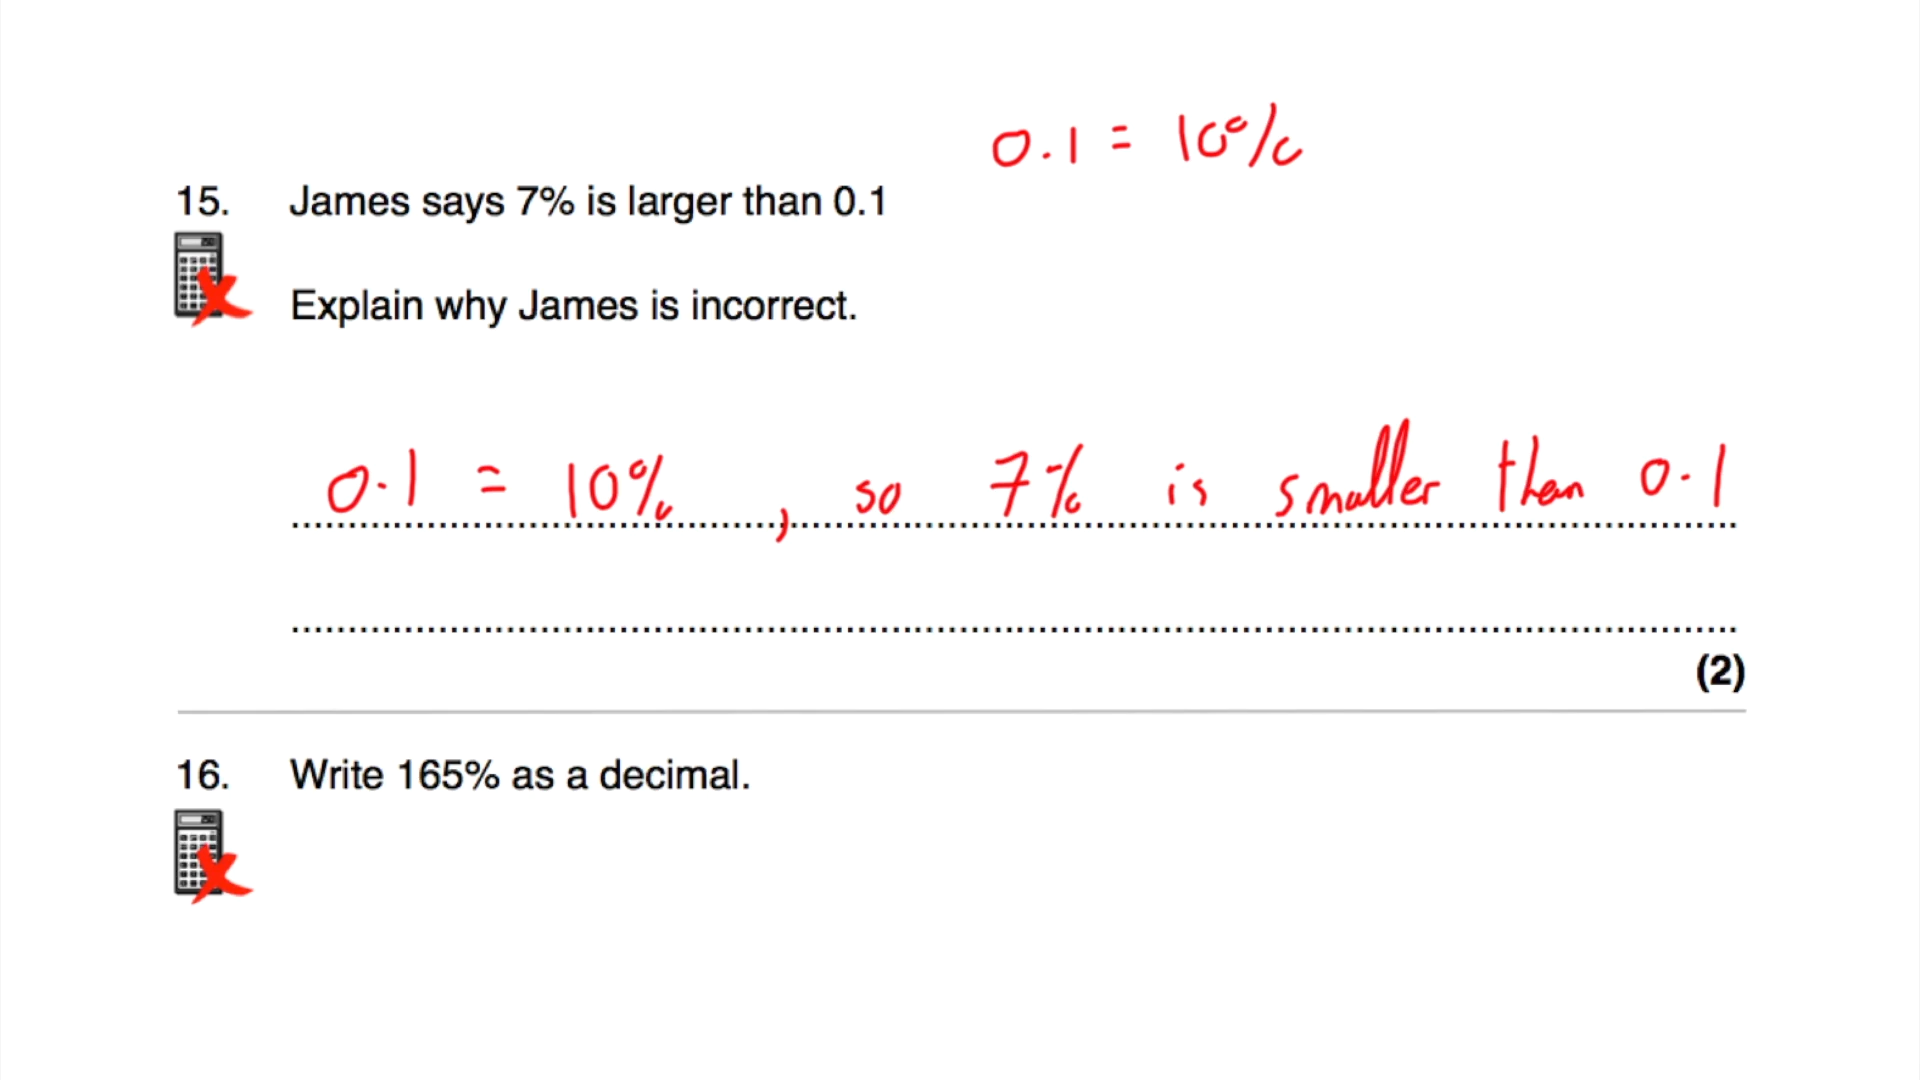 0.1 = 10%
15. James says 7% is larger than 0.1
Explain why James is incorrect.
0.1 = 10%, so 7% is smaller than 0.1
(2)
16. Write 165% as a decimal.